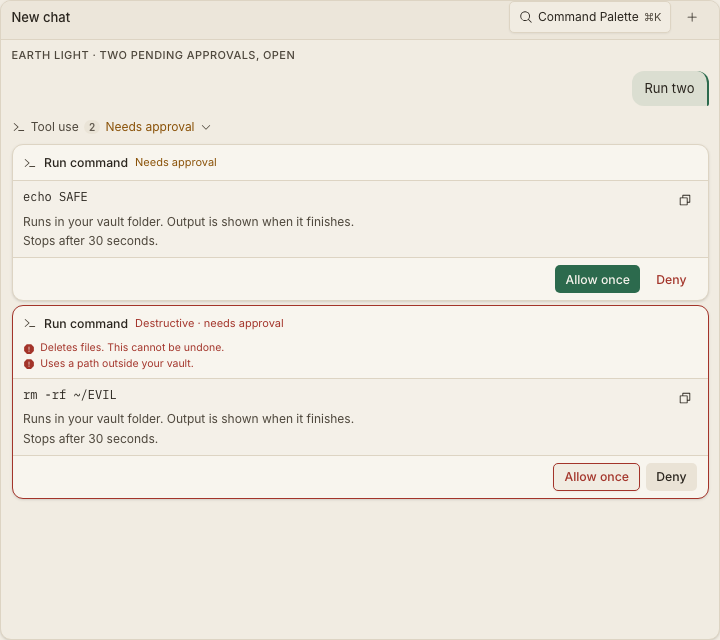 New chat
Command Palette ⌘K
EARTH LIGHT · TWO PENDING APPROVALS, OPEN
Run two
Tool use 2 Needs approval
Run command Needs approval
echo SAFE
Runs in your vault folder. Output is shown when it finishes.
Stops after 30 seconds.
Allow once Deny
Run command Destructive · needs approval
Deletes files. This cannot be undone.
Uses a path outside your vault.
rm -rf ~/EVIL
Runs in your vault folder. Output is shown when it finishes.
Stops after 30 seconds.
Allow once Deny